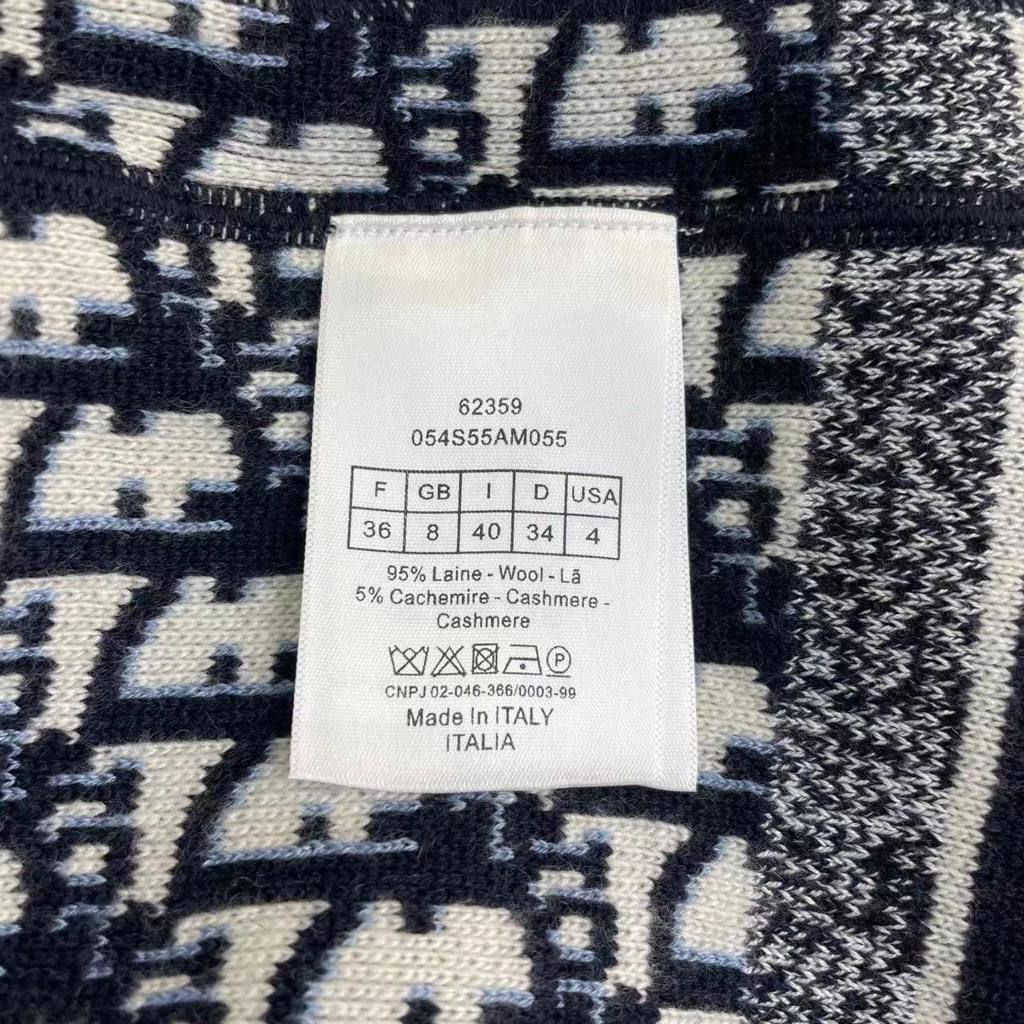 62359
054S55AM055
F GB I D USA
36 8 40 34 4
95% Laine - Wool - Lã
5% Cachemire - Cashmere -
Cashmere
P
CNPJ 02-046-366/0003-99
Made In ITALY
ITALIA